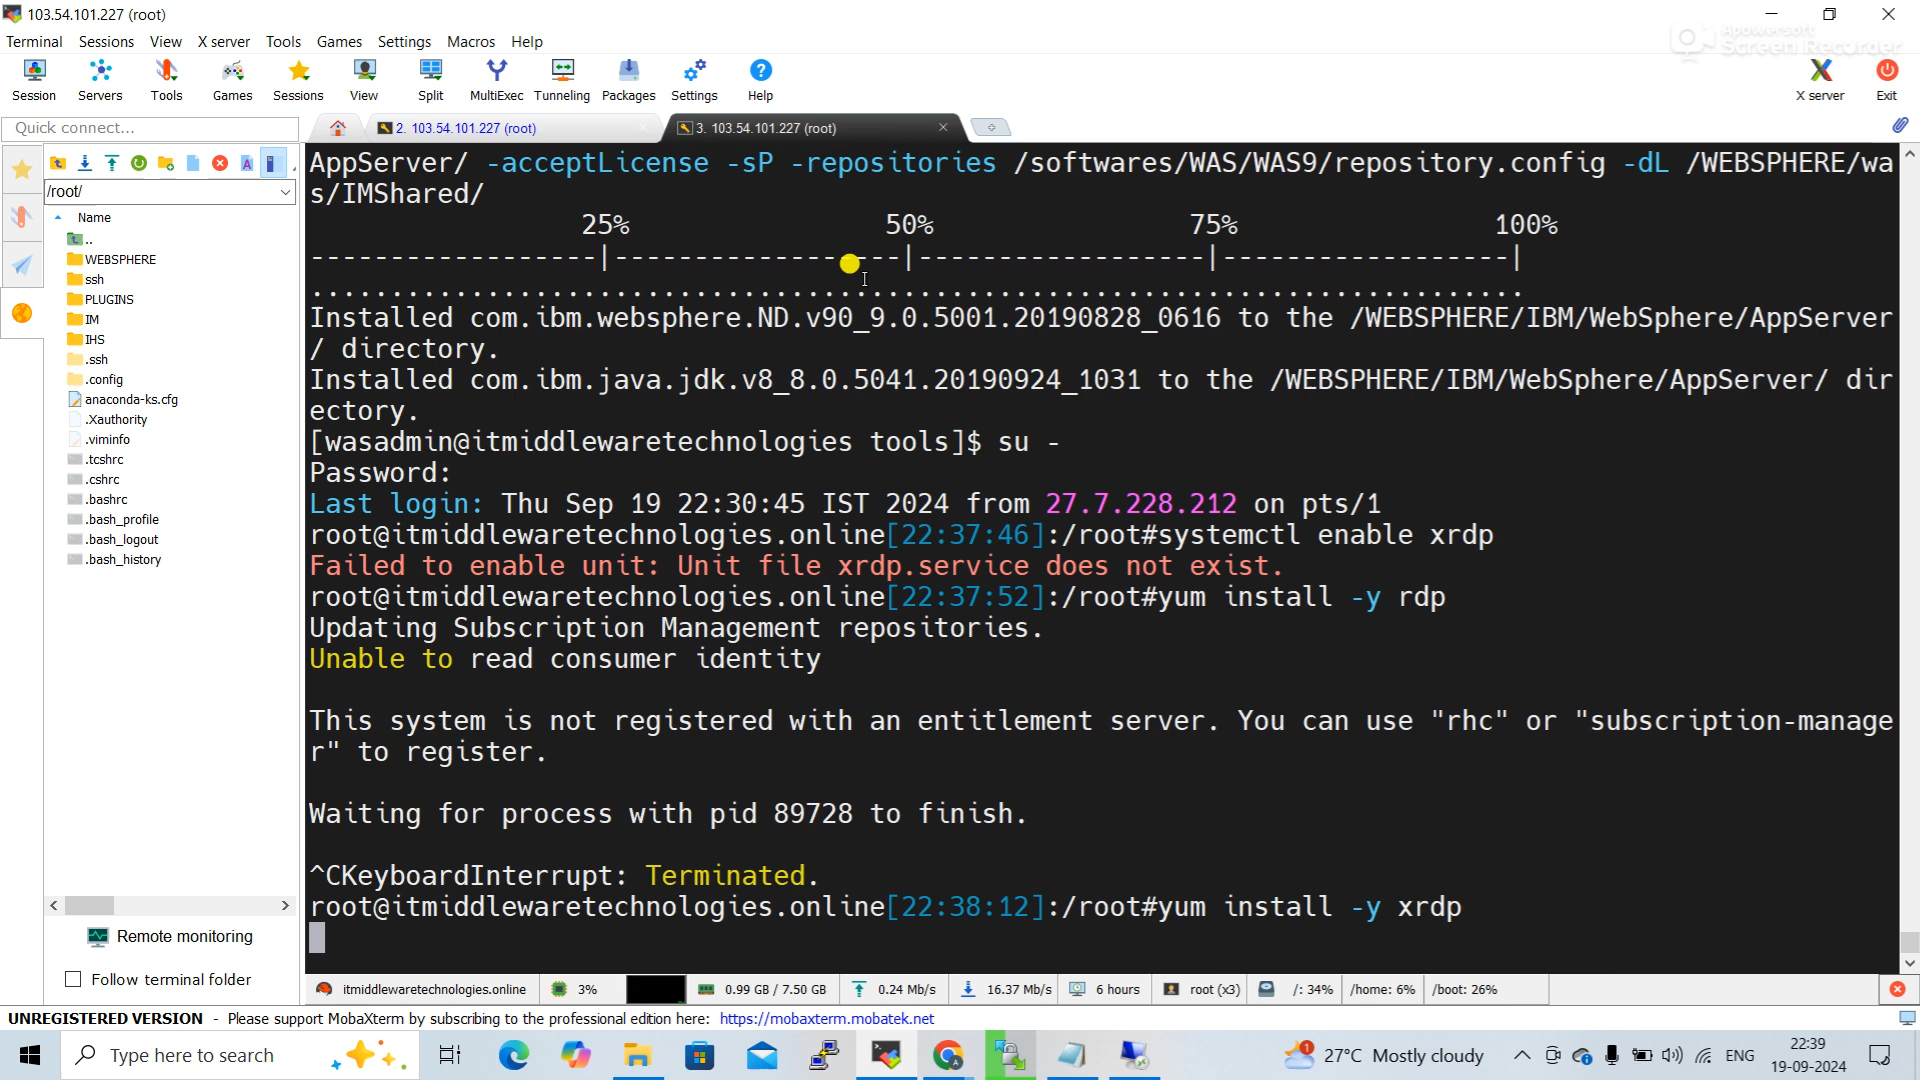 103.54.101.227 (root)
Apowersoft
Screen Recorder
Terminal Sessions View X server Tools Games Settings Macros Help
Session Servers Tools Games Sessions View Split MultiExec Tunneling Packages Settings Help X server Exit
Quick connect...
2. 103.54.101.227 (root)
3. 103.54.101.227 (root)
/root/
Name
..
WEBSPHERE
ssh
PLUGINS
IM
IHS
.ssh
.config
anaconda-ks.cfg
.Xauthority
.viminfo
.tcshrc
.cshrc
.bashrc
.bash_profile
.bash_logout
.bash_history
Remote monitoring
Follow terminal folder
AppServer/ -acceptLicense -sP -repositories /softwares/WAS/WAS9/repository.config -dL /WEBSPHERE/wa
s/IMShared/
25% 50% 75% 100%
------------------|------------------|------------------|------------------|
............................................................................
Installed com.ibm.websphere.ND.v90_9.0.5001.20190828_0616 to the /WEBSPHERE/IBM/WebSphere/AppServer
/ directory.
Installed com.ibm.java.jdk.v8_8.0.5041.20190924_1031 to the /WEBSPHERE/IBM/WebSphere/AppServer/ dir
ectory.
[wasadmin@itmiddlewaretechnologies tools]$ su -
Password:
Last login: Thu Sep 19 22:30:45 IST 2024 from 27.7.228.212 on pts/1
root@itmiddlewaretechnologies.online[22:37:46]:/root#systemctl enable xrdp
Failed to enable unit: Unit file xrdp.service does not exist.
root@itmiddlewaretechnologies.online[22:37:52]:/root#yum install -y rdp
Updating Subscription Management repositories.
Unable to read consumer identity
This system is not registered with an entitlement server. You can use "rhc" or "subscription-manage
r" to register.
Waiting for process with pid 89728 to finish.
^CKeyboardInterrupt: Terminated.
root@itmiddlewaretechnologies.online[22:38:12]:/root#yum install -y xrdp
itmiddlewaretechnologies.online 3% 0.99 GB / 7.50 GB 0.24 Mb/s 16.37 Mb/s 6 hours root (x3) /: 34% /home: 6% /boot: 26%
UNREGISTERED VERSION - Please support MobaXterm by subscribing to the professional edition here: https://mobaxterm.mobatek.net
Type here to search
27°C Mostly cloudy
ENG
22:39
19-09-2024